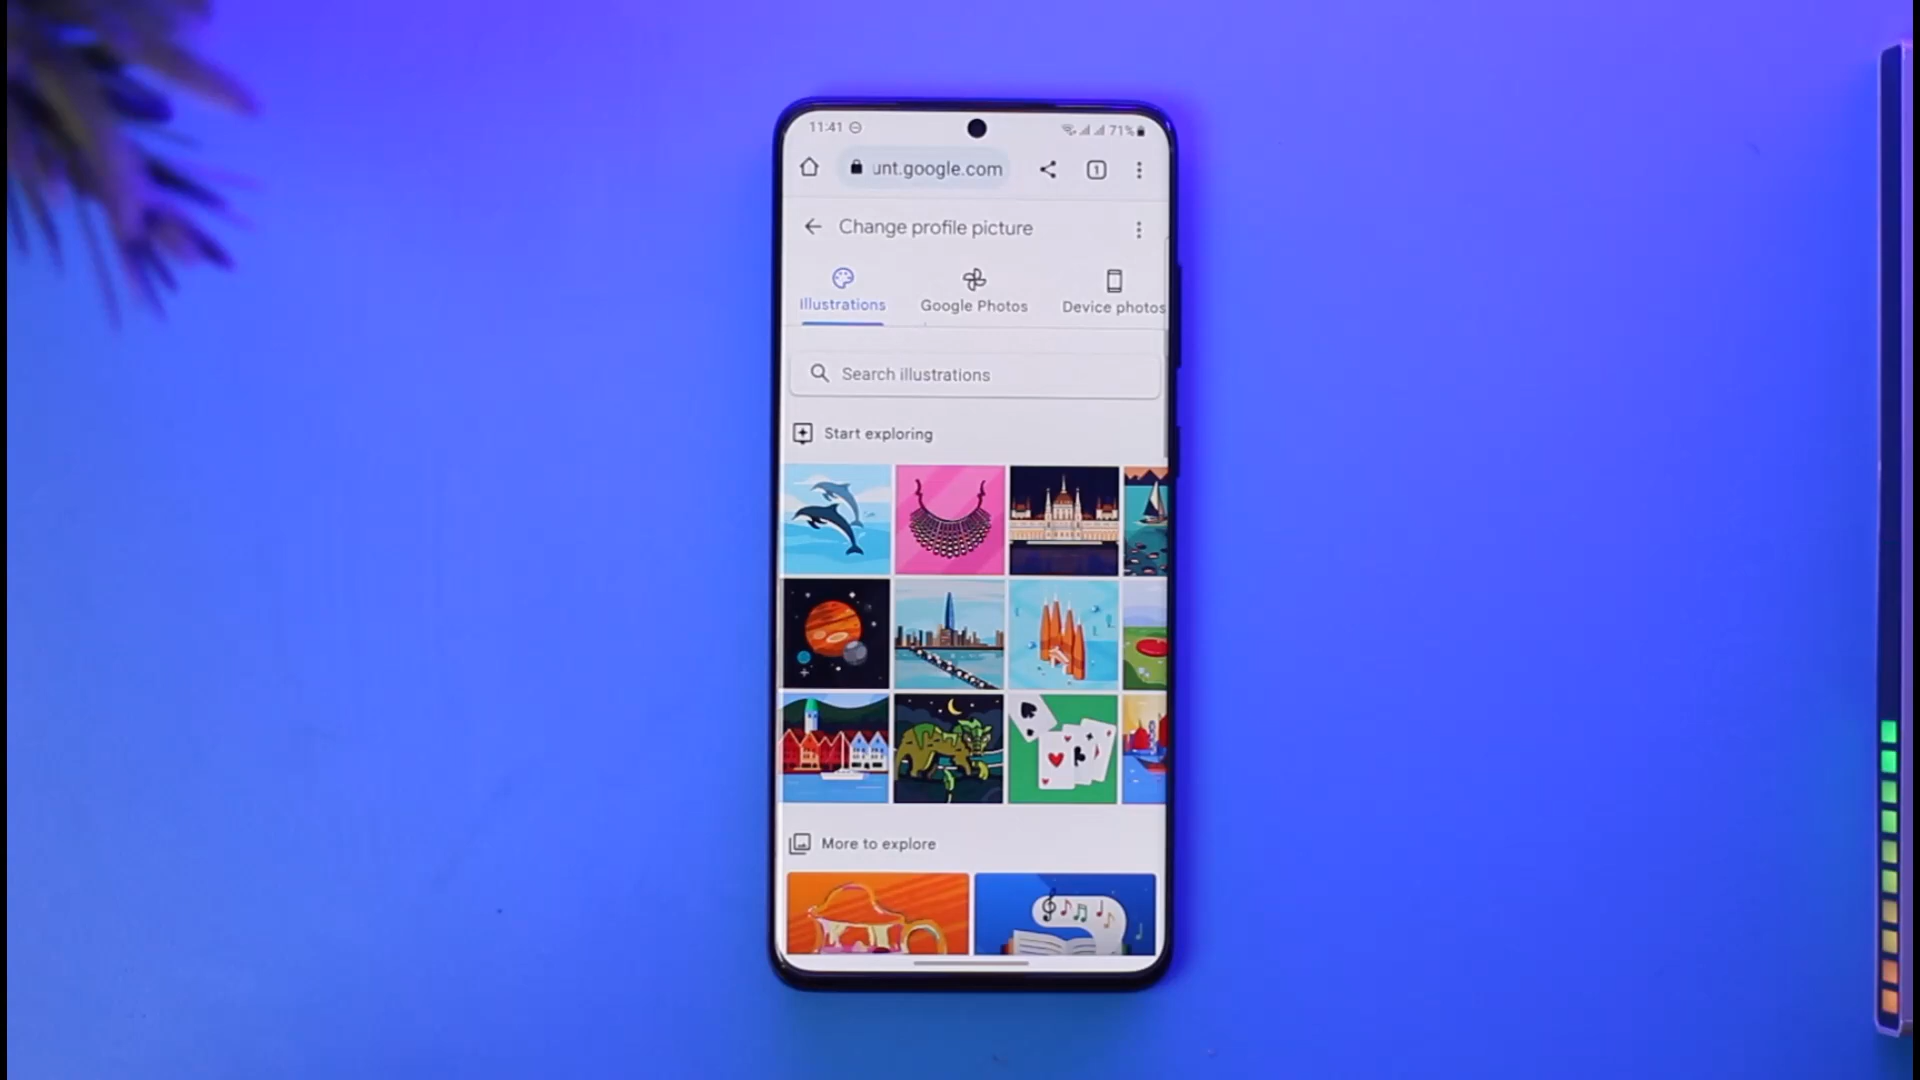 11:41
71%
unt.google.com
1
Change profile picture
Illustrations
Google Photos
Device photos
Search illustrations
Start exploring
More to explore